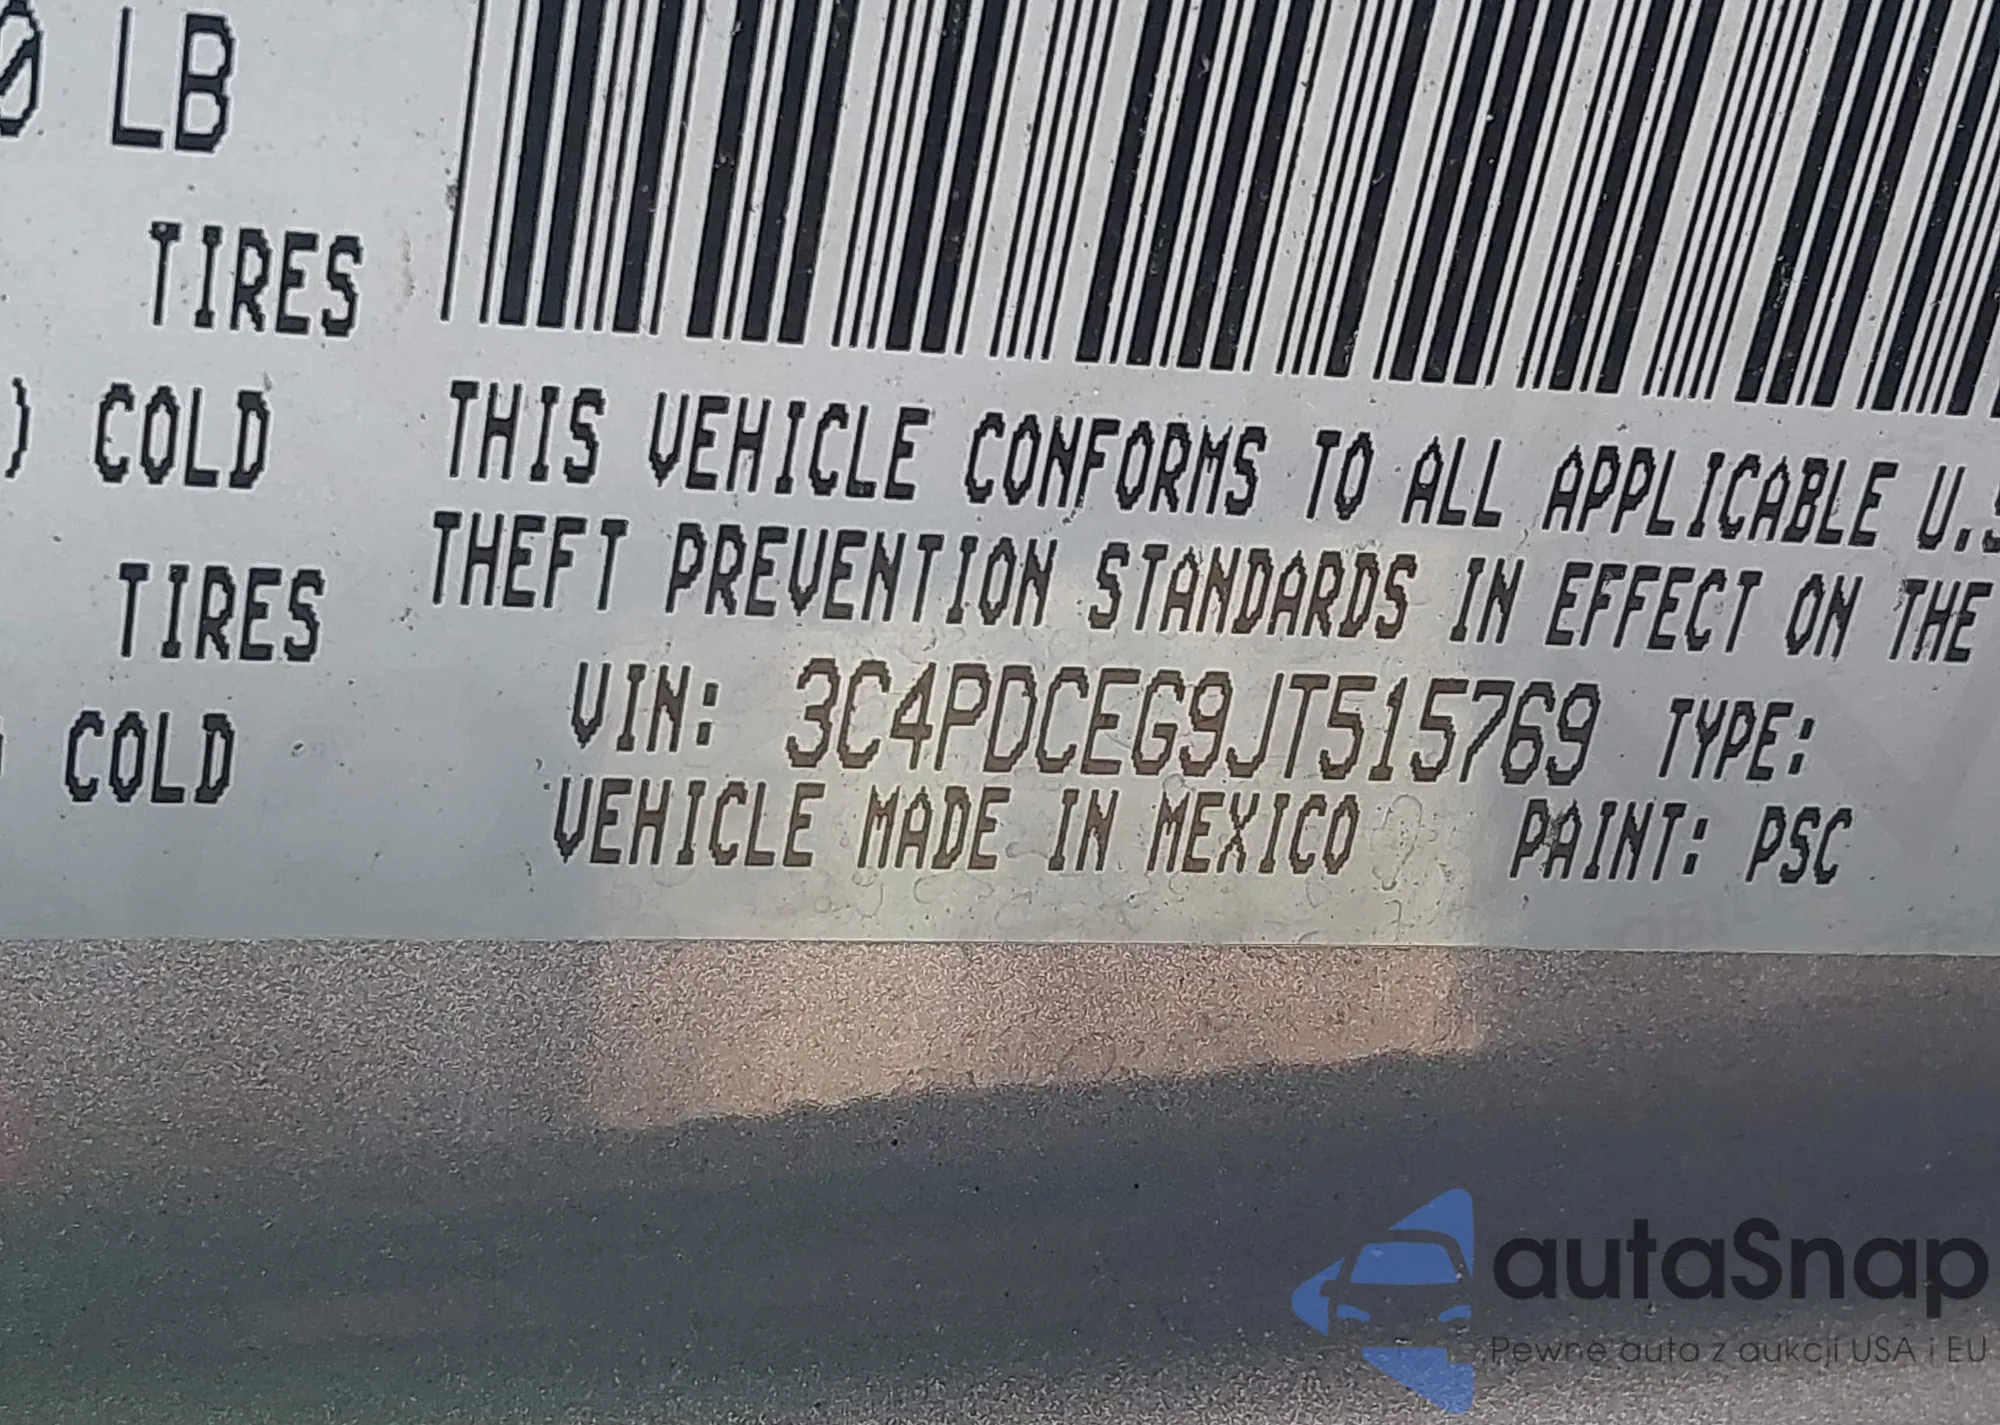 0 LB
TIRES
) COLD
TIRES
COLD
THIS VEHICLE CONFORMS TO ALL APPLICABLE U.S
THEFT PREVENTION STANDARDS IN EFFECT ON THE
VIN: 3C4PDCEG9JT515769 TYPE:
VEHICLE MADE IN MEXICO PAINT: PSC
autaSnap
Pewne auta z aukcji USA i EU